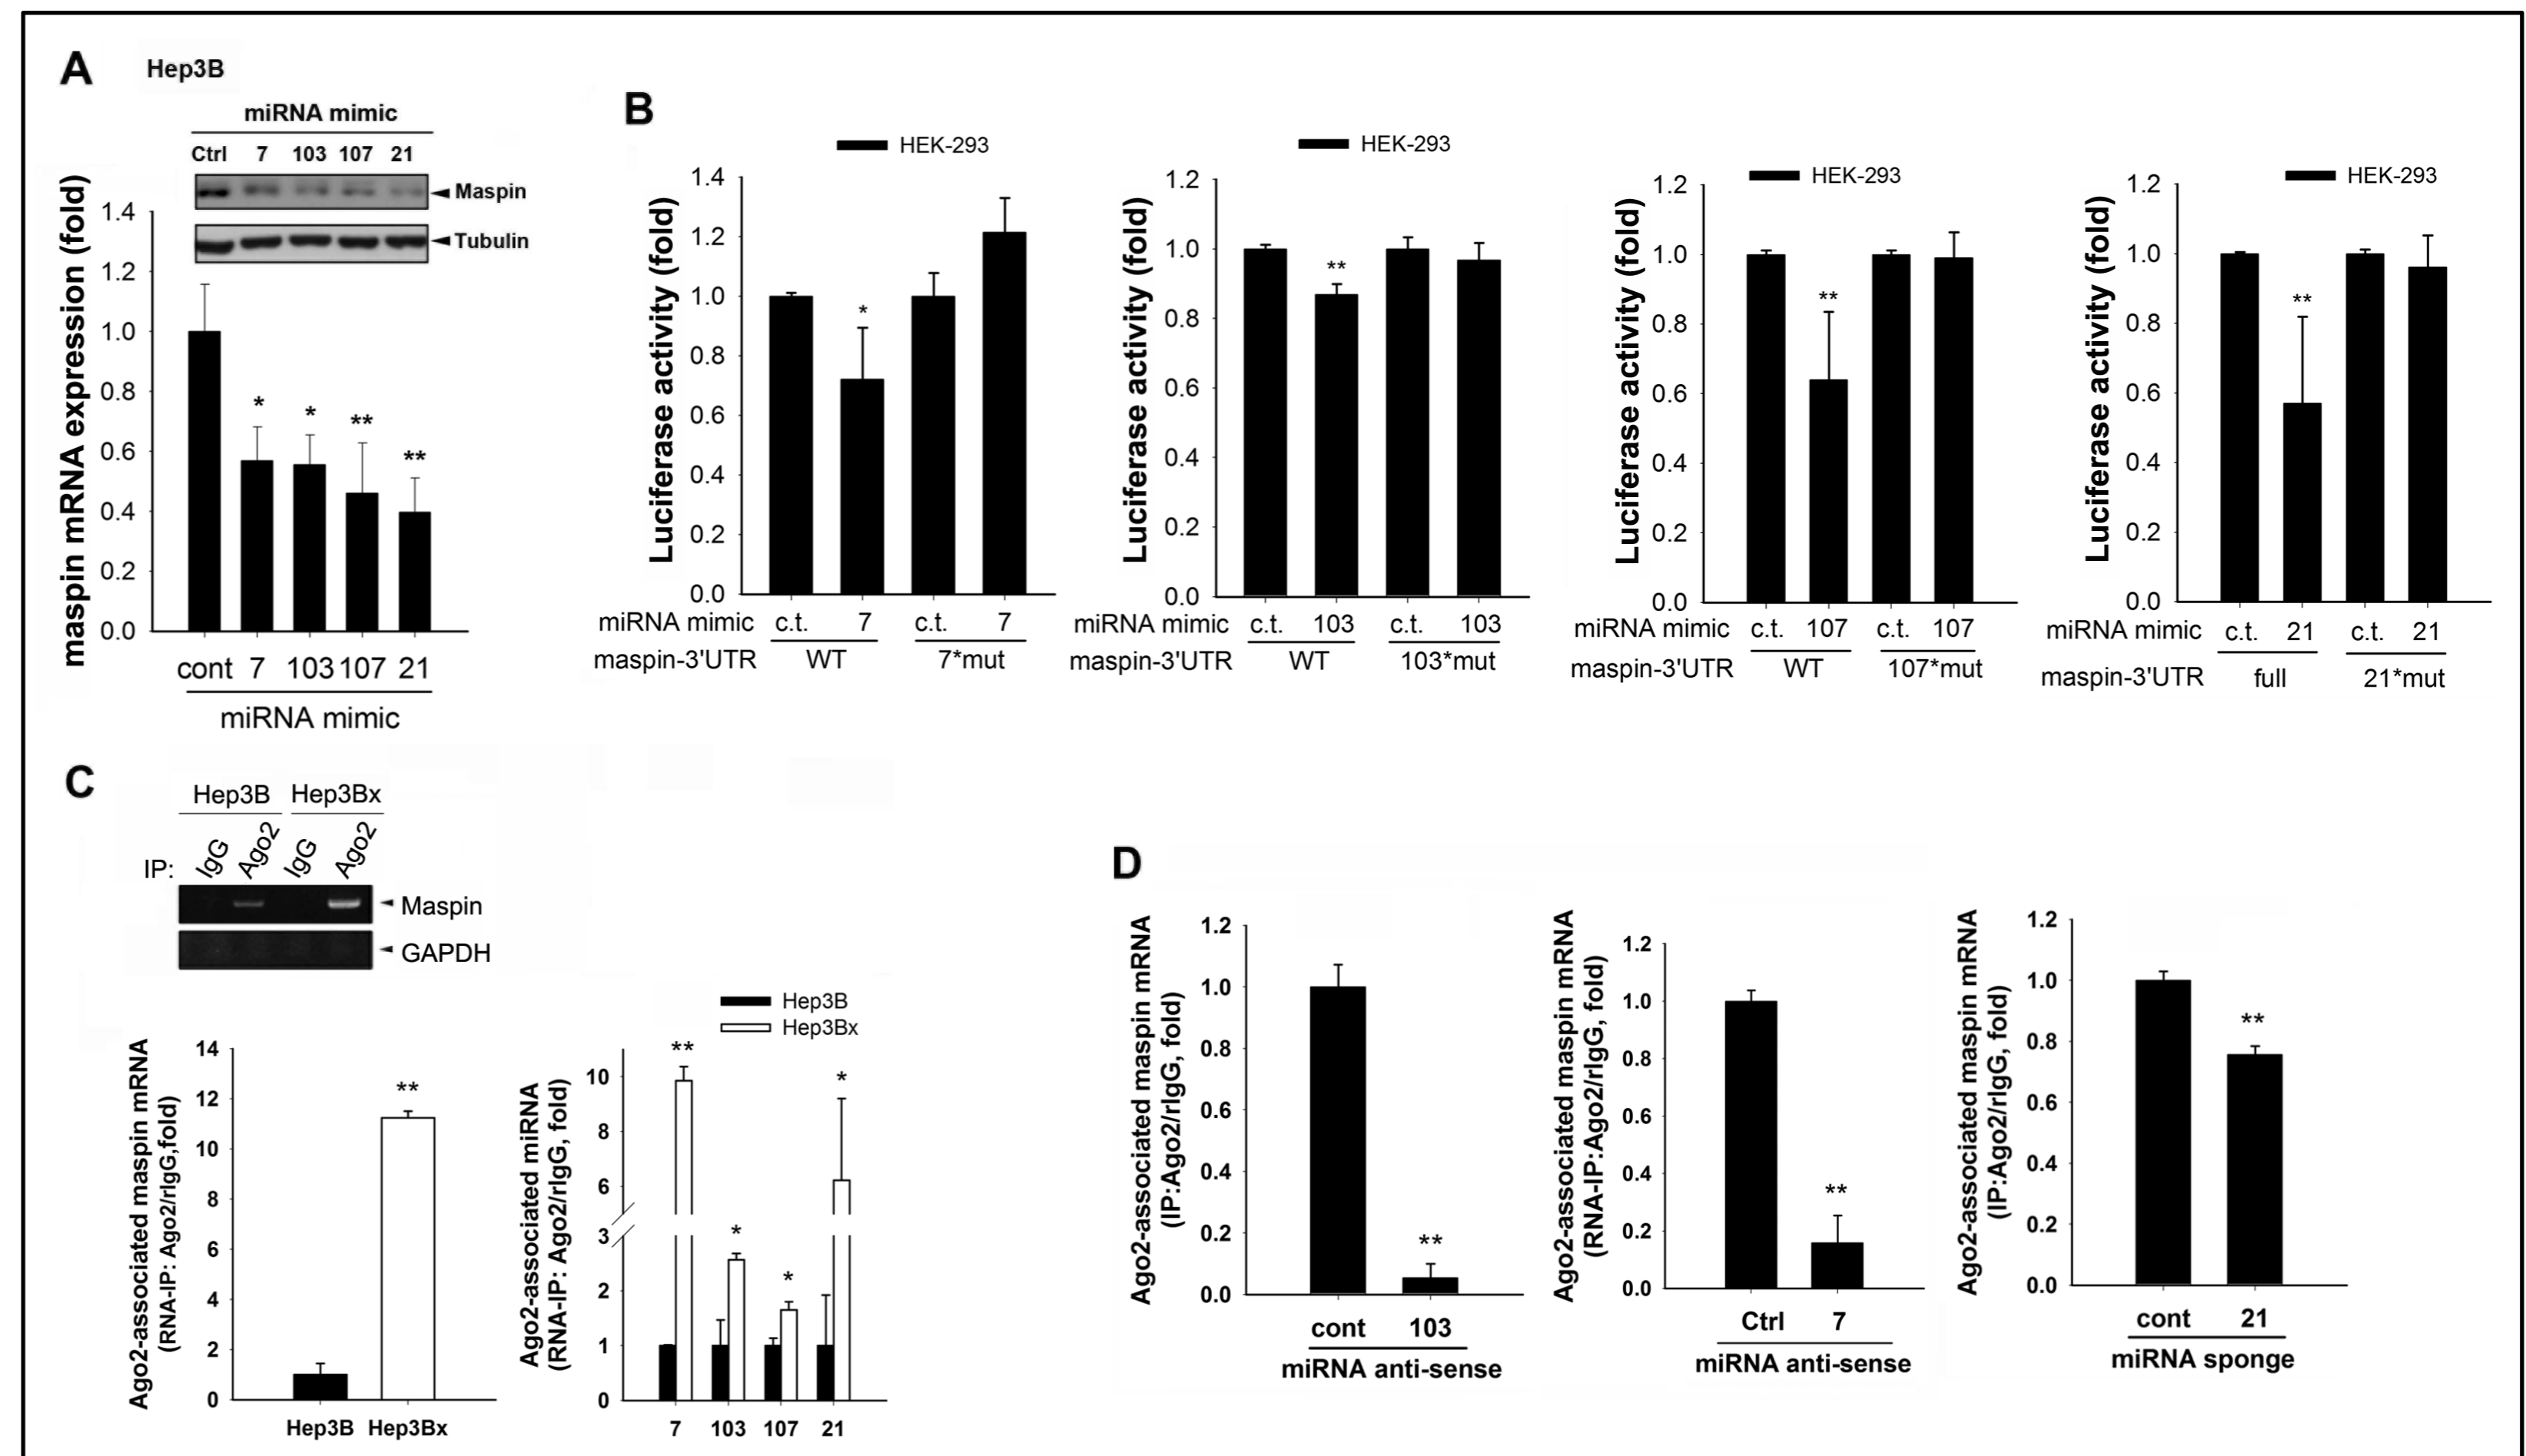 A
Hep3B
miRNA mimic
Ctrl 7 103 107 21
Maspin
Tubulin
maspin mRNA expression (fold)
1.4
1.2
1.0
0.8
0.6
0.4
0.2
0.0
* * ** **
cont 7 103 107 21
miRNA mimic
B
HEK-293
Luciferase activity (fold)
1.4
1.2
1.0
0.8
0.6
0.4
0.2
0.0
*
miRNA mimic c.t. 7 c.t. 7
maspin-3'UTR WT 7*mut
HEK-293
Luciferase activity (fold)
1.2
1.0
0.8
0.6
0.4
0.2
0.0
**
miRNA mimic c.t. 103 c.t. 103
maspin-3'UTR WT 103*mut
HEK-293
Luciferase activity (fold)
1.2
1.0
0.8
0.6
0.4
0.2
0.0
**
miRNA mimic c.t. 107 c.t. 107
maspin-3'UTR WT 107*mut
HEK-293
Luciferase activity (fold)
1.2
1.0
0.8
0.6
0.4
0.2
0.0
**
miRNA mimic c.t. 21 c.t. 21
maspin-3'UTR full 21*mut
C
Hep3B Hep3Bx
IP: IgG Ago2 IgG Ago2
Maspin
GAPDH
Ago2-associated maspin mRNA
(RNA-IP: Ago2/rIgG,fold)
14
12
10
8
6
4
2
0
**
Hep3B Hep3Bx
Hep3B
Hep3Bx
Ago2-associated miRNA
(RNA-IP: Ago2/rIgG, fold)
10
8
6
3
2
1
0
** * * *
7 103 107 21
D
Ago2-associated maspin mRNA
(IP:Ago2/rIgG, fold)
1.2
1.0
0.8
0.6
0.4
0.2
0.0
**
cont 103
miRNA anti-sense
Ago2-associated maspin mRNA
(RNA-IP:Ago2/rIgG, fold)
1.2
1.0
0.8
0.6
0.4
0.2
0.0
**
Ctrl 7
miRNA anti-sense
Ago2-associated maspin mRNA
(IP:Ago2/rIgG, fold)
1.2
1.0
0.8
0.6
0.4
0.2
0.0
**
cont 21
miRNA sponge